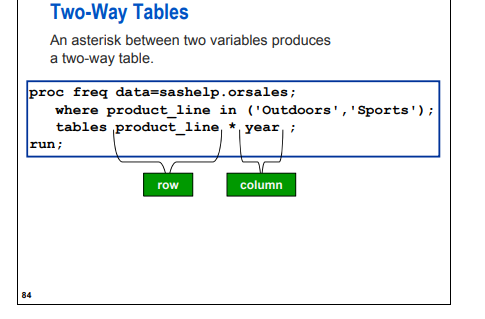 Two-Way Tables
An asterisk between two variables produces
a two-way table.
proc freq data=sashelp.orsales;
where product_line in ('Outdoors','Sports');
tables product_line * year ;
run;
row column
84